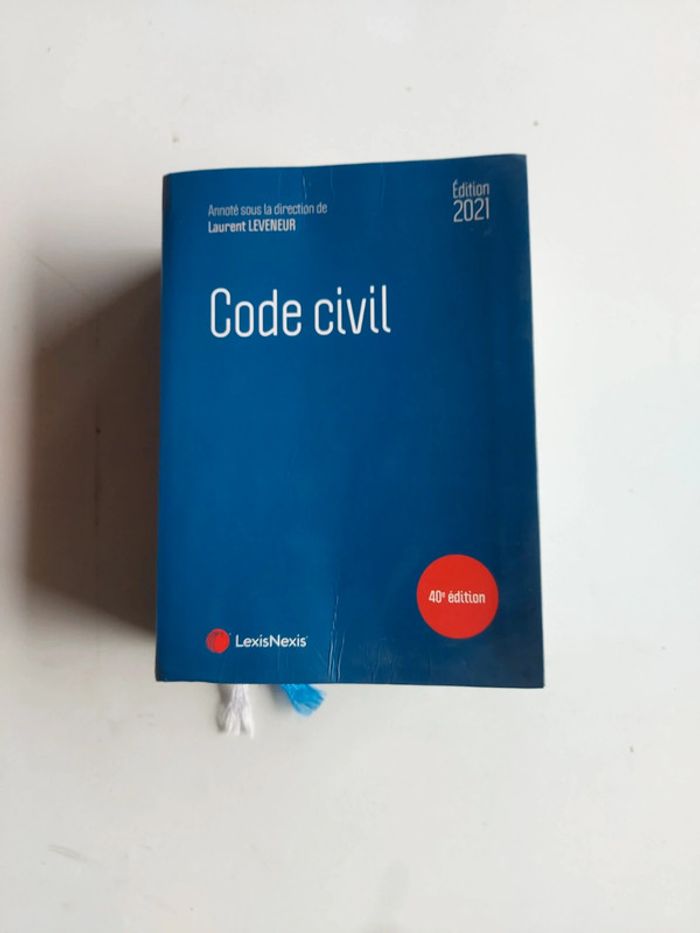 Annoté sous la direction de
Laurent LEVENEUR
Édition
2021
Code civil
40e édition
LexisNexis